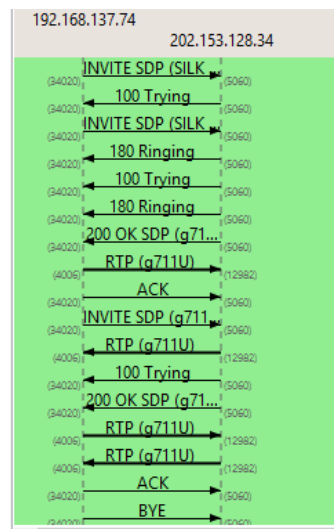 192.168.137.74
202.153.128.34
INVITE SDP (SILK ...
(34020) (5060)
100 Trying
(34020) (5060)
INVITE SDP (SILK ...
(34020) (5060)
180 Ringing
(34020) (5060)
100 Trying
(34020) (5060)
180 Ringing
(34020) (5060)
200 OK SDP (g71...
(34020) (5060)
RTP (g711U)
(4006) (12982)
ACK
(34020) (5060)
INVITE SDP (g711...
(34020) (5060)
RTP (g711U)
(4006) (12982)
100 Trying
(34020) (5060)
200 OK SDP (g71...
(34020) (5060)
RTP (g711U)
(4006) (12982)
RTP (g711U)
(4006) (12982)
ACK
(34020) (5060)
BYE
(34020) (5060)